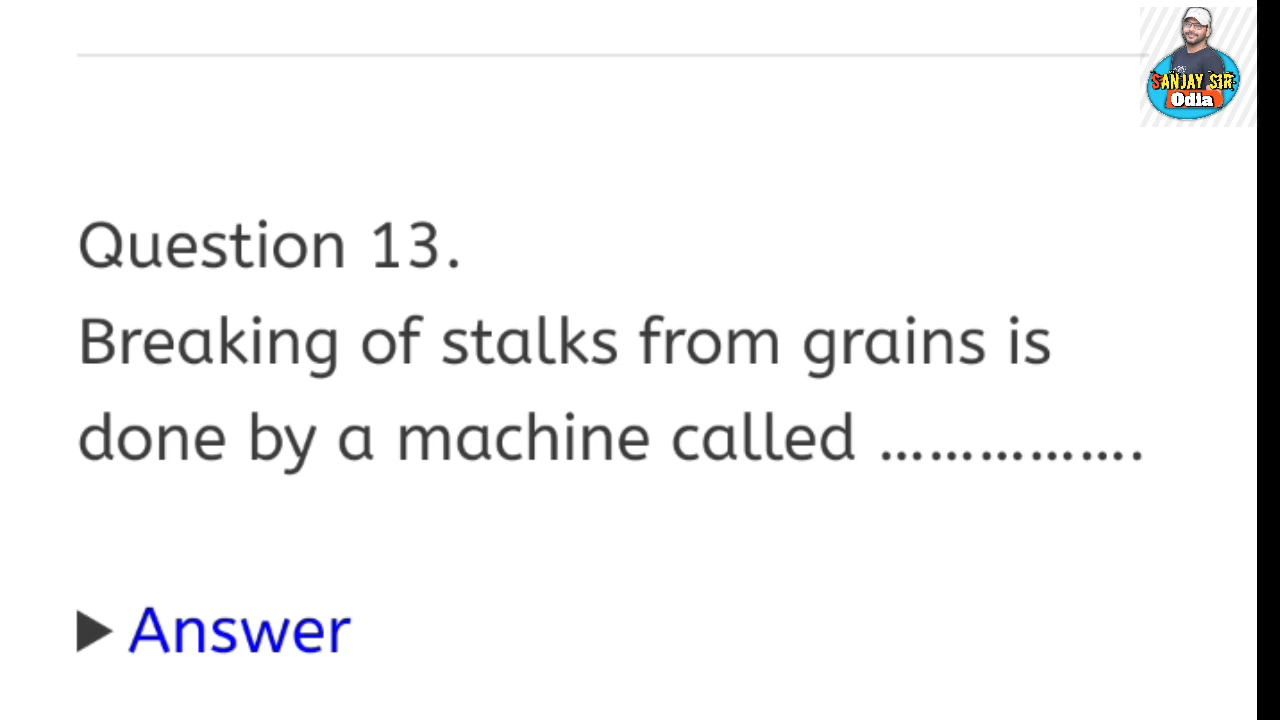 SANJAY SIR
Odia
Question 13.
Breaking of stalks from grains is
done by a machine called …………….
Answer